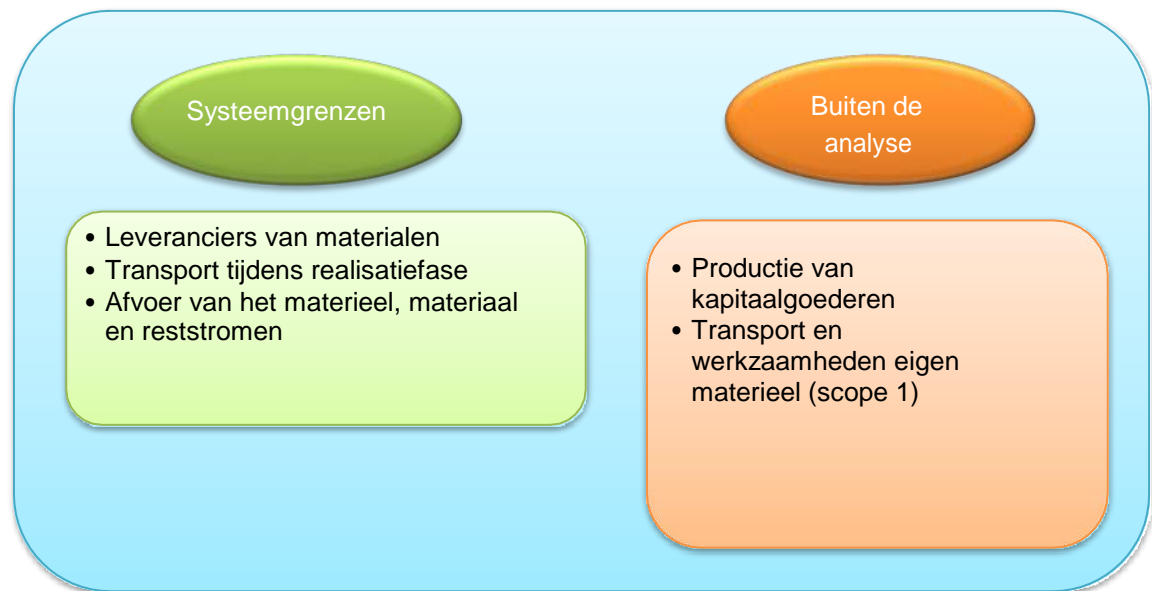 Systeemgrenzen
• Leveranciers van materialen
• Transport tijdens realisatiefase
• Afvoer van het materieel, materiaal
en reststromen
Buiten de
analyse
• Productie van
kapitaalgoederen
• Transport en
werkzaamheden eigen
materieel (scope 1)